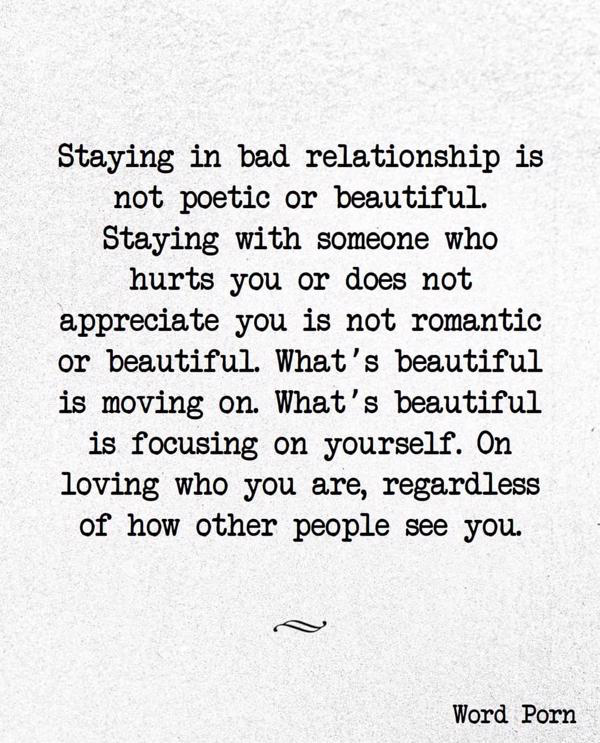 Staying in bad relationship is
not poetic or beautiful.
Staying with someone who
hurts you or does not
appreciate you is not romantic
or beautiful. What's beautiful
is moving on. What's beautiful
is focusing on yourself. On
loving who you are, regardless
of how other people see you.
Word Porn